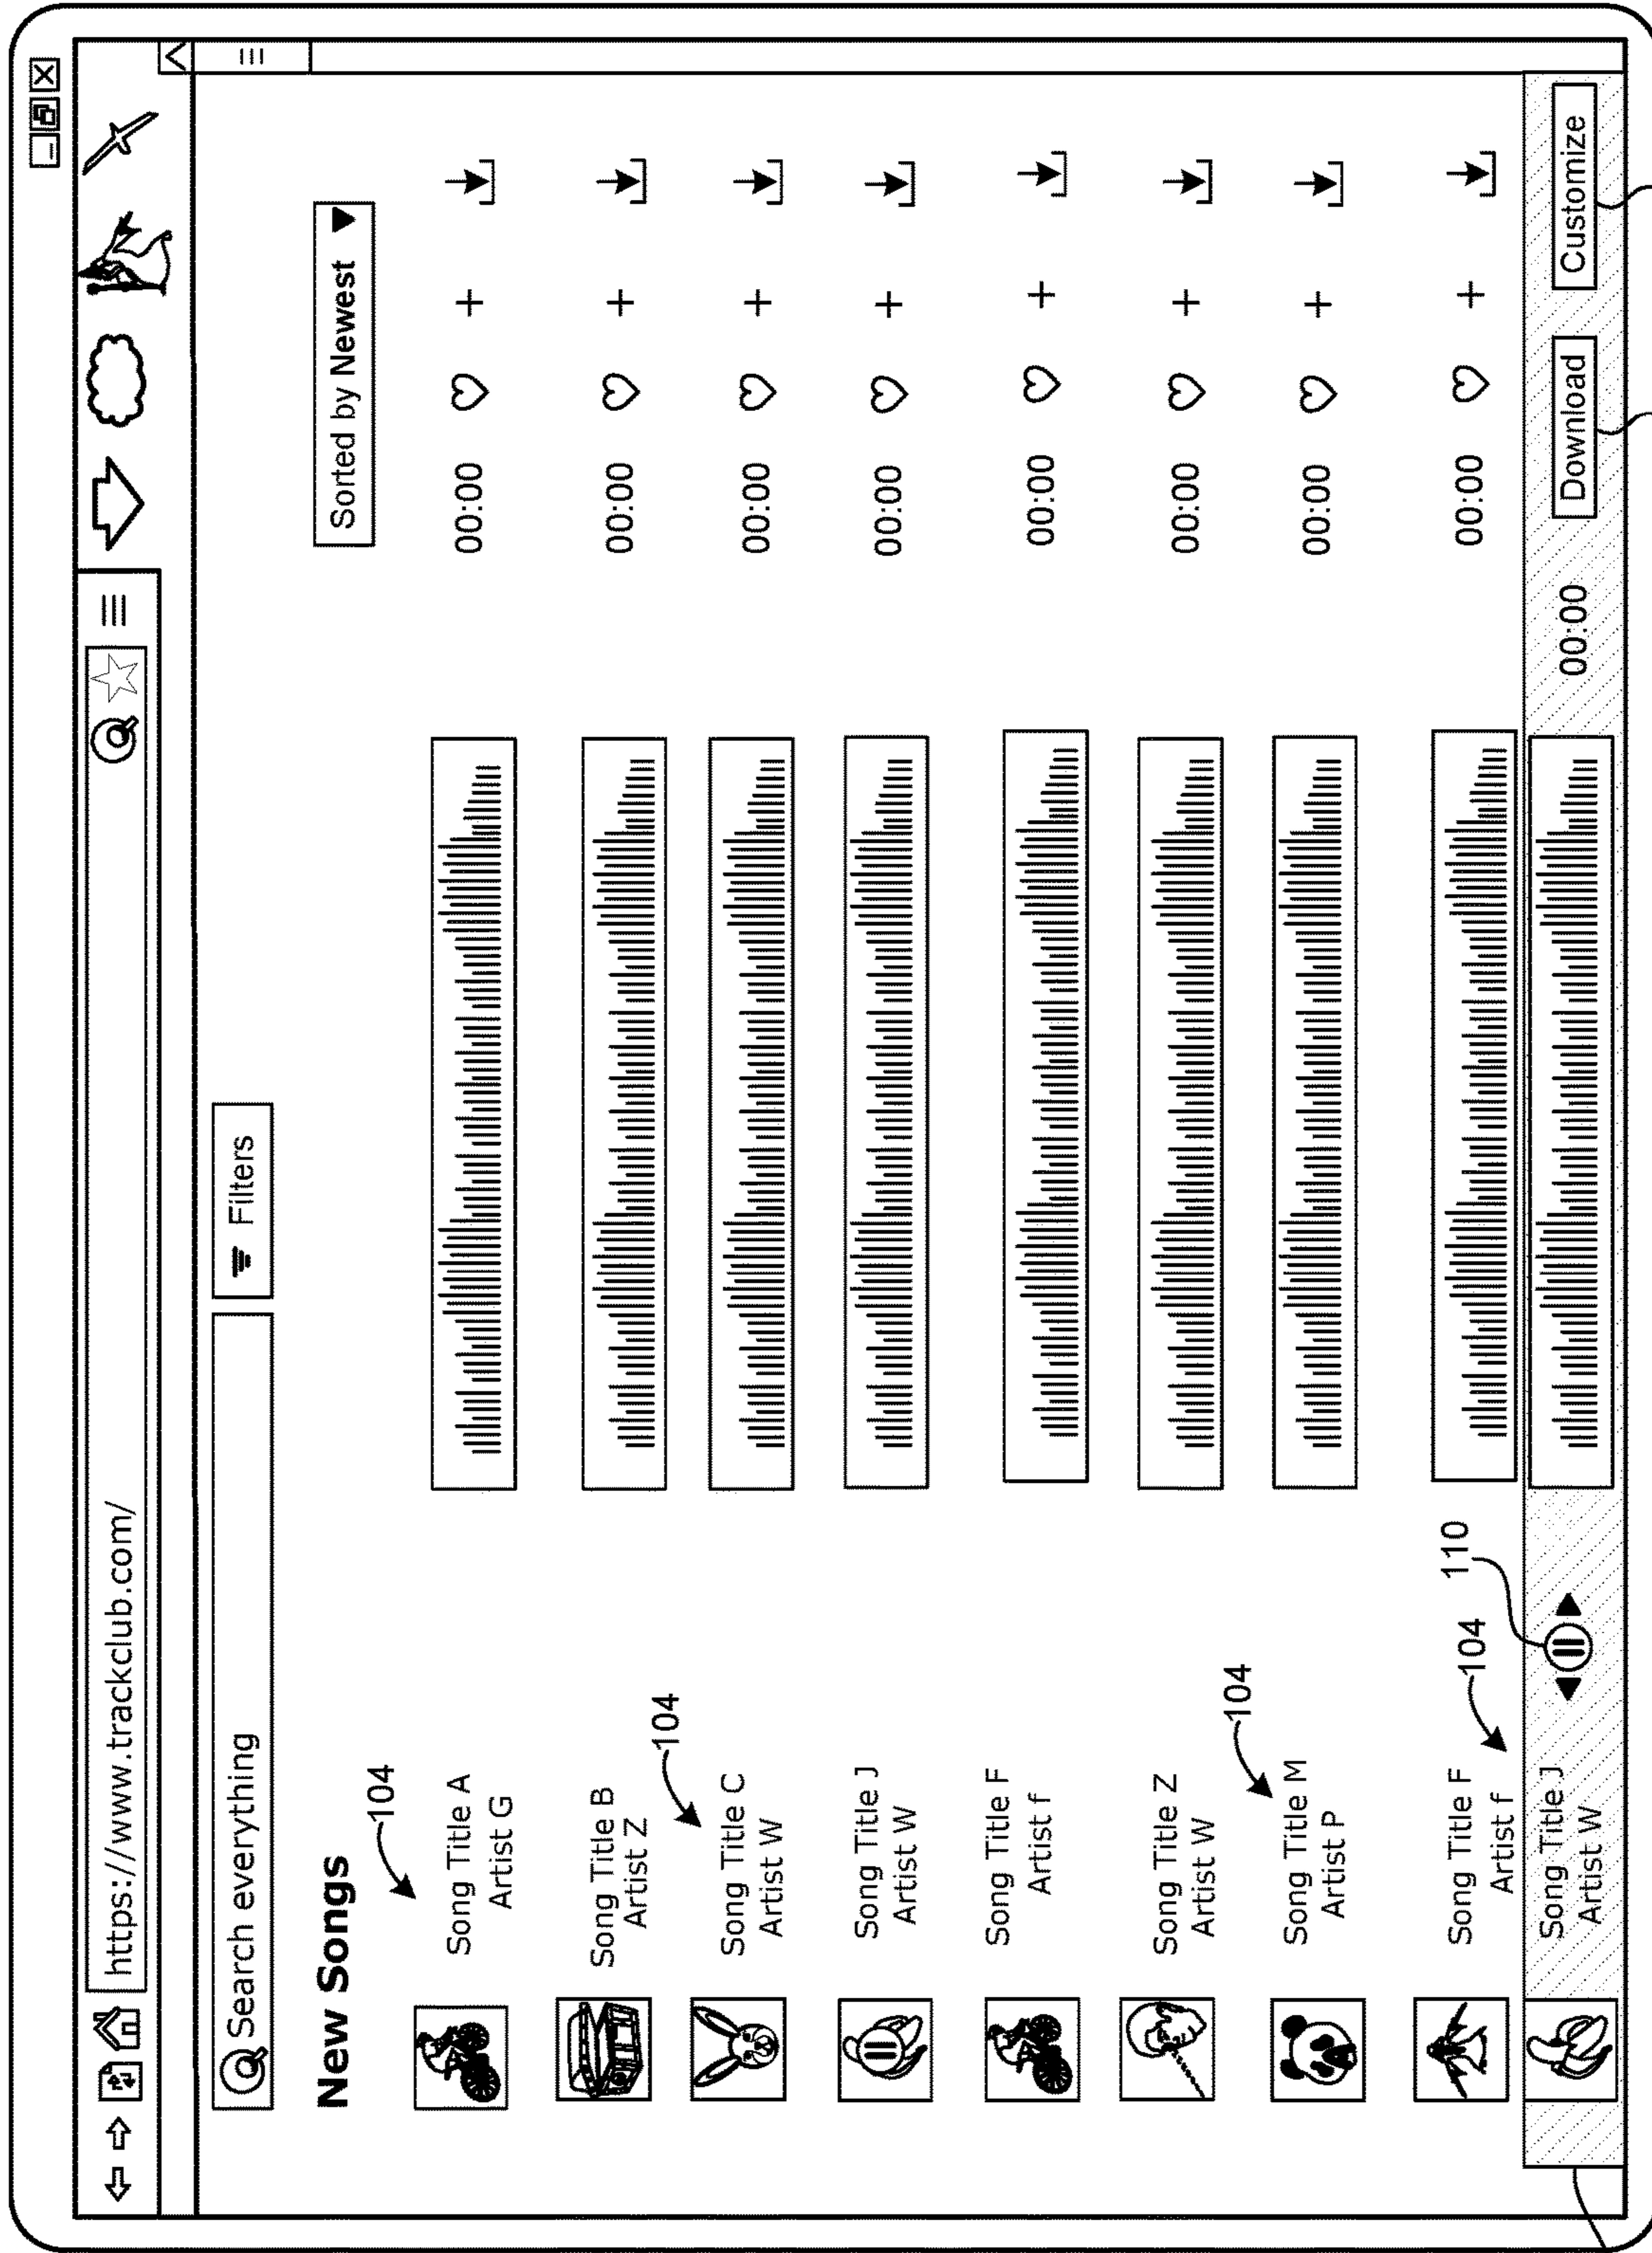 https://www.trackclub.com/
Search everything
Filters
New Songs
Sorted by Newest
104
Song Title A
Artist G
00:00
Song Title B
Artist Z
00:00
104
Song Title C
Artist W
00:00
Song Title J
Artist W
00:00
Song Title F
Artist f
00:00
Song Title Z
Artist W
00:00
104
Song Title M
Artist P
00:00
Song Title F
Artist f
00:00
104
110
Song Title J
Artist W
00:00
Download
Customize